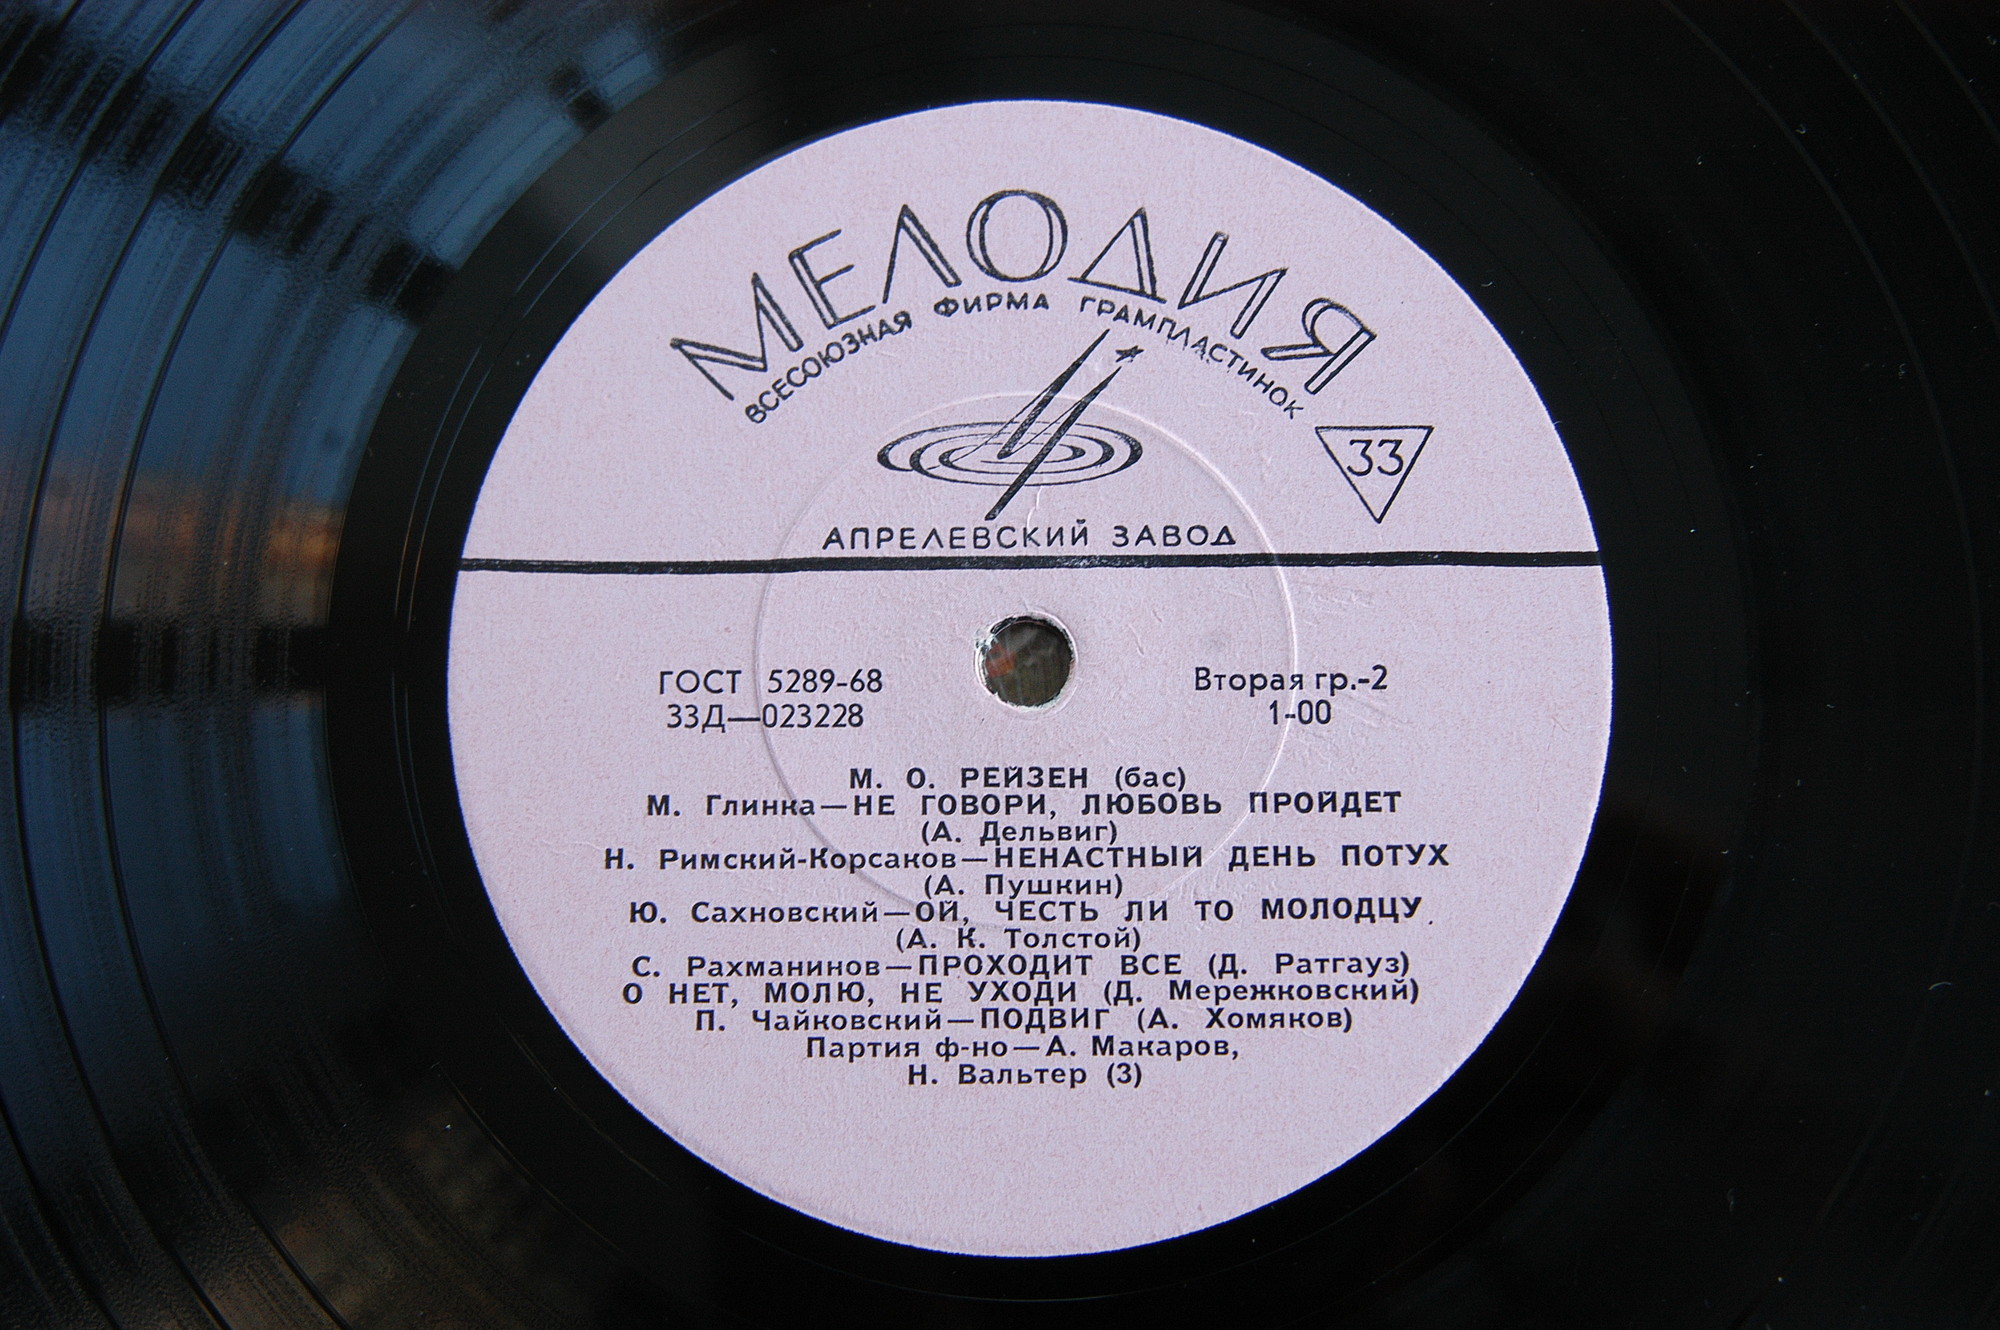 МЕЛОДИЯ
ВСЕСОЮЗНАЯ ФИРМА ГРАМПЛАСТИНОК
33
АПРЕЛЕВСКИЙ ЗАВОД
ГОСТ 5289-68
33Д—023228
Вторая гр.-2
1-00
М. О. РЕЙЗЕН (бас)
М. Глинка—НЕ ГОВОРИ, ЛЮБОВЬ ПРОЙДЕТ
(А. Дельвиг)
Н. Римский-Корсаков—НЕНАСТНЫЙ ДЕНЬ ПОТУХ
(А. Пушкин)
Ю. Сахновский—ОЙ, ЧЕСТЬ ЛИ ТО МОЛОДЦУ
(А. К. Толстой)
С. Рахманинов—ПРОХОДИТ ВСЕ (Д. Ратгауз)
О НЕТ, МОЛЮ, НЕ УХОДИ (Д. Мережковский)
П. Чайковский—ПОДВИГ (А. Хомяков)
Партия ф-но—А. Макаров,
Н. Вальтер (3)